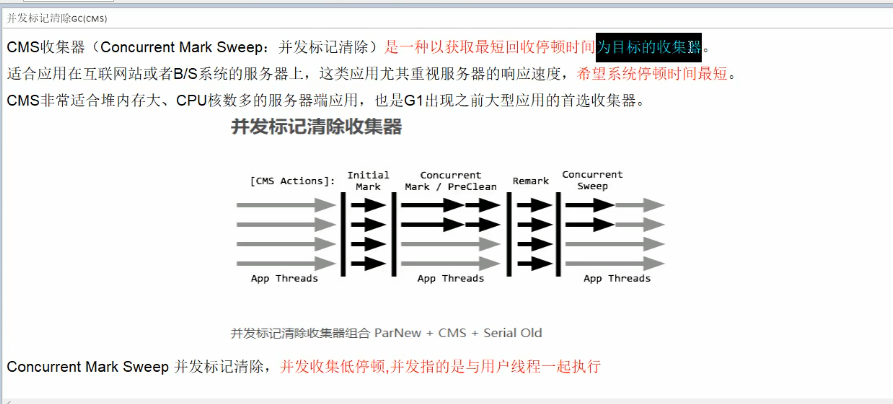 并发标记清除GC(CMS)
CMS收集器（Concurrent Mark Sweep：并发标记清除）是一种以获取最短回收停顿时间为目标的收集器。
适合应用在互联网站或者B/S系统的服务器上，这类应用尤其重视服务器的响应速度，希望系统停顿时间最短。
CMS非常适合堆内存大、CPU核数多的服务器端应用，也是G1出现之前大型应用的首选收集器。
并发标记清除收集器
[CMS Actions]: Initial Mark Concurrent Mark / PreClean Remark Concurrent Sweep
App Threads App Threads App Threads
并发标记清除收集器组合 ParNew + CMS + Serial Old
Concurrent Mark Sweep 并发标记清除，并发收集低停顿,并发指的是与用户线程一起执行